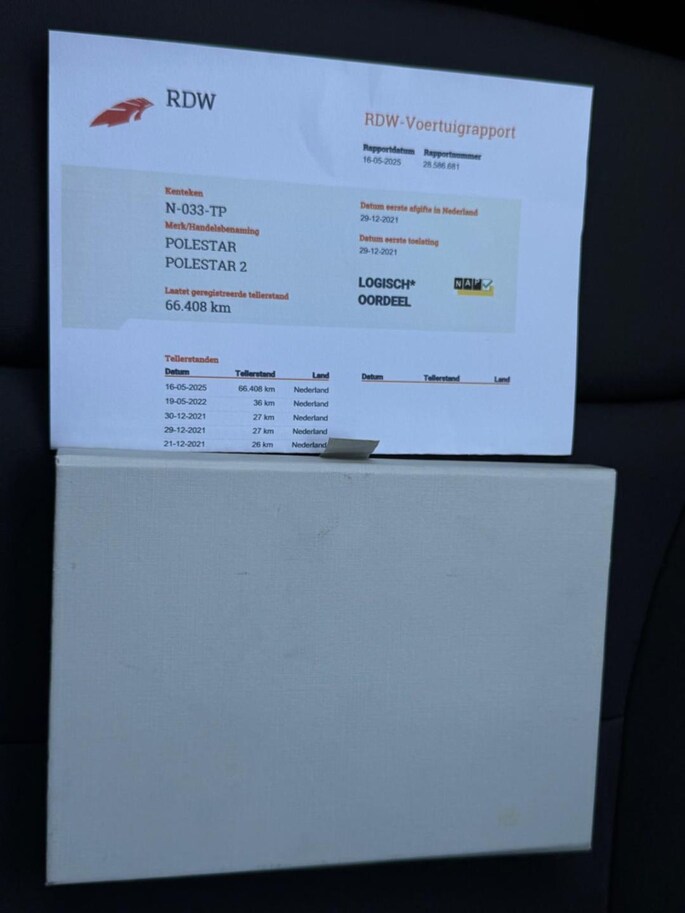 RDW
RDW-Voertuigrapport
Rapportdatum Rapportnummer
16-05-2025 28.586.681
Kenteken
N-033-TP
Merk/Handelsbenaming
POLESTAR
POLESTAR 2
Laatst geregistreerde tellerstand
66.408 km
Datum eerste afgifte in Nederland
29-12-2021
Datum eerste toelating
29-12-2021
LOGISCH*
OORDEEL
NAP
Tellerstanden
Datum Tellerstand Land
16-05-2025 66.408 km Nederland
19-05-2022 36 km Nederland
30-12-2021 27 km Nederland
29-12-2021 27 km Nederland
21-12-2021 26 km Nederland
Datum Tellerstand Land